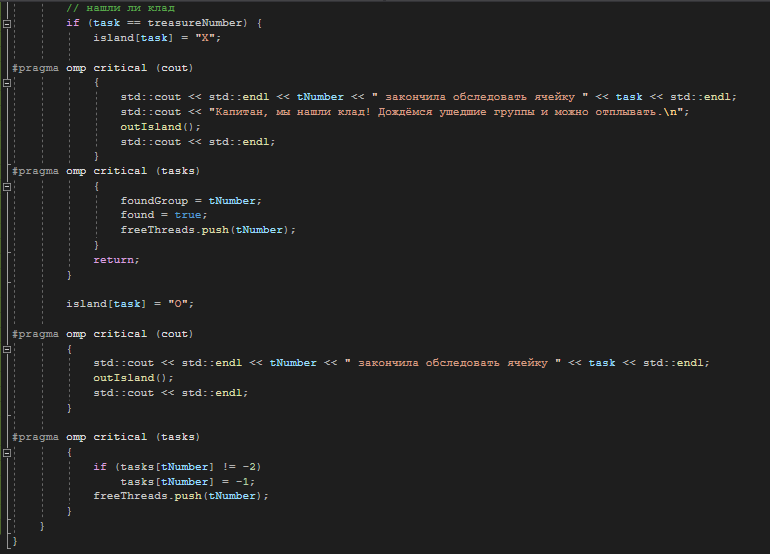 // нашли ли клад
if (task == treasureNumber) {
island[task] = "X";
#pragma omp critical (cout)
{
std::cout << std::endl << tNumber << " закончила обследовать ячейку " << task << std::endl;
std::cout << "Капитан, мы нашли клад! Дождёмся ушедшие группы и можно отплывать.\n";
outIsland();
std::cout << std::endl;
}
#pragma omp critical (tasks)
{
foundGroup = tNumber;
found = true;
freeThreads.push(tNumber);
}
return;
}
island[task] = "O";
#pragma omp critical (cout)
{
std::cout << std::endl << tNumber << " закончила обследовать ячейку " << task << std::endl;
outIsland();
std::cout << std::endl;
}
#pragma omp critical (tasks)
{
if (tasks[tNumber] != -2)
tasks[tNumber] = -1;
freeThreads.push(tNumber);
}
}
}